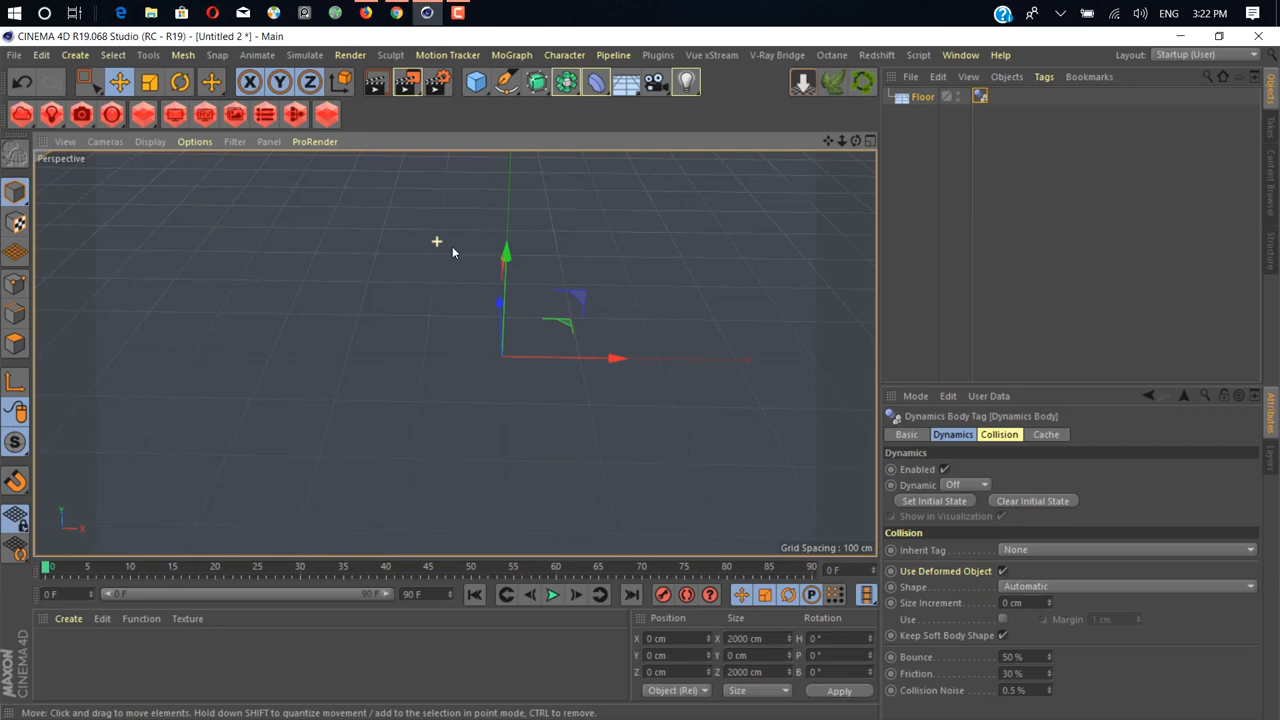 ENG 3:22 PM
CINEMA 4D R19.068 Studio (RC - R19) - [Untitled 2 *] - Main
File Edit Create Select Tools Mesh Snap Animate Simulate Render Sculpt Motion Tracker MoGraph Character Pipeline Plugins Vue xStream V-Ray Bridge Octane Redshift Script Window Help Layout: Startup (User)
X Y Z
File Edit View Objects Tags Bookmarks
Floor
View Cameras Display Options Filter Panel ProRender
Perspective
Y
X
Grid Spacing : 100 cm
Objects
Takes
Content Browser
Structure
Attributes
Layers
Mode Edit User Data
Dynamics Body Tag [Dynamics Body]
Basic Dynamics Collision Cache
Dynamics
Enabled
Dynamic Off
Set Initial State Clear Initial State
Show in Visualization
Collision
Inherit Tag None
Use Deformed Object
Shape Automatic
Size Increment 0 cm
Use Margin 1 cm
Keep Soft Body Shape
Bounce 50 %
Friction 30 %
Collision Noise 0.5 %
0 5 10 15 20 25 30 35 40 45 50 55 60 65 70 75 80 85 90 0 F
0 F 0 F 90 F 90 F
Create Edit Function Texture
Position Size Rotation
X 0 cm X 2000 cm H 0 °
Y 0 cm Y 0 cm P 0 °
Z 0 cm Z 2000 cm B 0 °
Object (Rel) Size Apply
MAXON CINEMA 4D
Move: Click and drag to move elements. Hold down SHIFT to quantize movement / add to the selection in point mode, CTRL to remove.